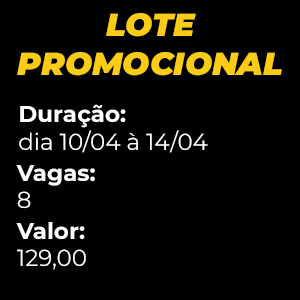 LOTE
PROMOCIONAL
Duração:
dia 10/04 à 14/04
Vagas:
8
Valor:
129,00